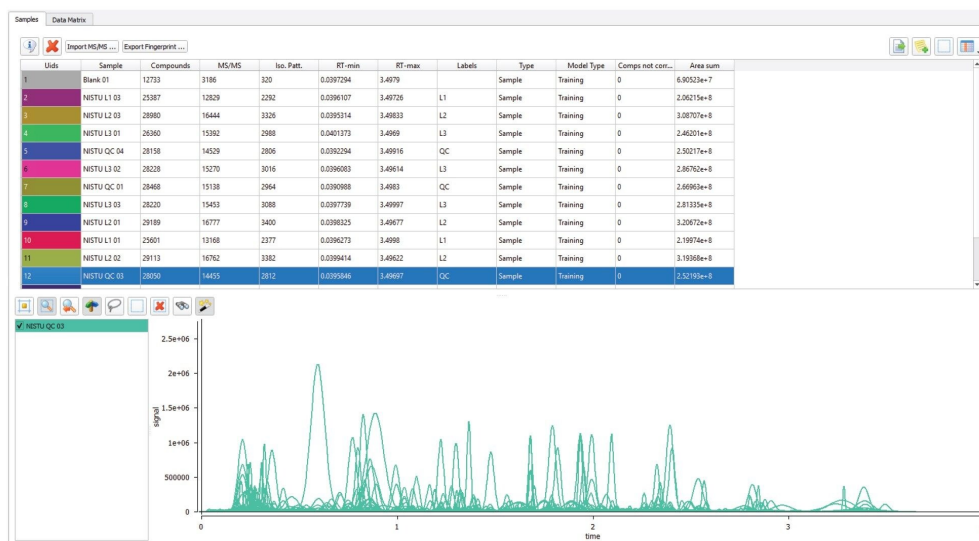 Samples Data Matrix
Import MS/MS ... Export Fingerprint ...
Uids Sample Compounds MS/MS Iso. Patt. RT-min RT-max Labels Type Model Type Comps not corr... Area sum
1 Blank 01 12733 3186 320 0.0397294 3.4979 Sample Training 0 6.90523e+7
2 NISTU L1 03 25387 12829 2292 0.0396107 3.49726 L1 Sample Training 0 2.06215e+8
3 NISTU L2 03 28980 16444 3326 0.0395314 3.49833 L2 Sample Training 0 3.08707e+8
4 NISTU L3 01 26360 15392 2988 0.0401373 3.4969 L3 Sample Training 0 2.46201e+8
5 NISTU QC 04 28158 14529 2806 0.0392294 3.49916 QC Sample Training 0 2.50217e+8
6 NISTU L3 02 28228 15270 3016 0.0396083 3.49614 L3 Sample Training 0 2.86762e+8
7 NISTU QC 01 28468 15138 2964 0.0390988 3.4983 QC Sample Training 0 2.66963e+8
8 NISTU L3 03 28220 15453 3088 0.0397739 3.49997 L3 Sample Training 0 2.81335e+8
9 NISTU L2 01 29189 16777 3400 0.0398325 3.49677 L2 Sample Training 0 3.20672e+8
10 NISTU L1 01 25601 13168 2377 0.0396273 3.4998 L1 Sample Training 0 2.19974e+8
11 NISTU L2 02 29113 16762 3382 0.0399414 3.49622 L2 Sample Training 0 3.19368e+8
12 NISTU QC 03 28050 14455 2812 0.0395846 3.49697 QC Sample Training 0 2.52193e+8
NISTU QC 03
2.5e+06
2e+06
1.5e+06
1e+06
500000
0
signal
0 1 2 3
time